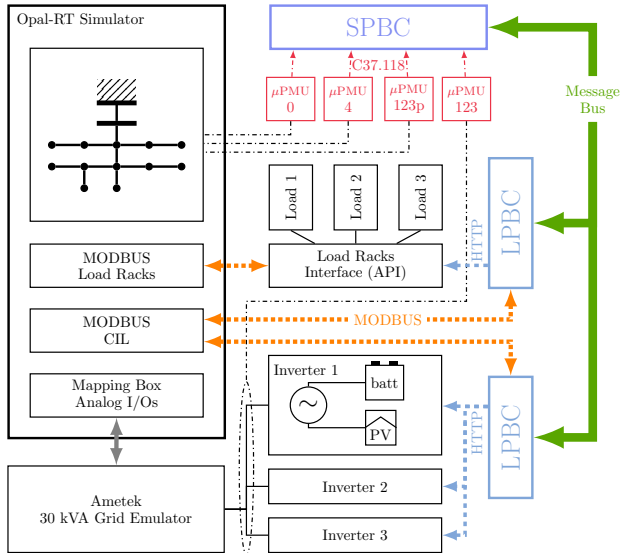 Opal-RT Simulator
SPBC
C37.118
μPMU
0
μPMU
4
μPMU
123p
μPMU
123
Message
Bus
Load 1
Load 2
Load 3
LPBC
HTTP
MODBUS
Load Racks
Load Racks
Interface (API)
MODBUS
CIL
MODBUS
Inverter 1
batt
PV
Mapping Box
Analog I/Os
HTTP
LPBC
Ametek
30 kVA Grid Emulator
Inverter 2
Inverter 3